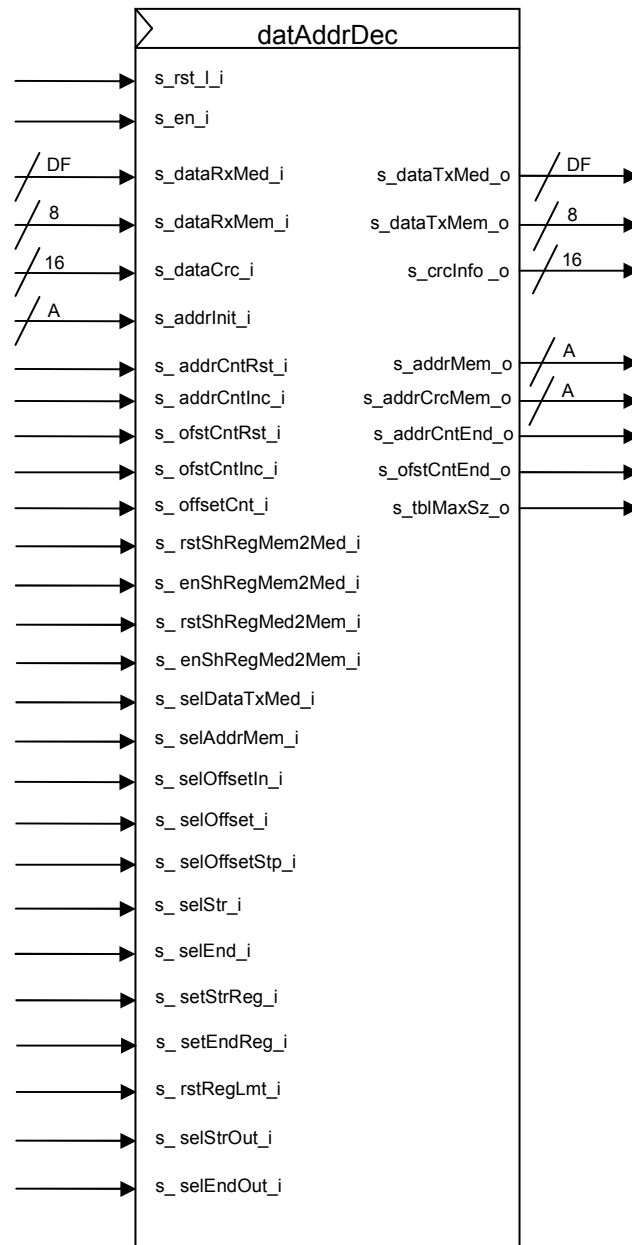 datAddrDec
s_rst_l_i
s_en_i
DF s_dataRxMed_i s_dataTxMed_o DF
8 s_dataRxMem_i s_dataTxMem_o 8
16 s_dataCrc_i s_crcInfo _o 16
A s_addrInit_i
s_ addrCntRst_i s_addrMem_o A
s_ addrCntInc_i s_addrCrcMem_o A
s_ ofstCntRst_i s_addrCntEnd_o
s_ ofstCntInc_i s_ofstCntEnd_o
s_ offsetCnt_i s_tblMaxSz_o
s_ rstShRegMem2Med_i
s_ enShRegMem2Med_i
s_ rstShRegMed2Mem_i
s_ enShRegMed2Mem_i
s_ selDataTxMed_i
s_ selAddrMem_i
s_ selOffsetIn_i
s_ selOffset_i
s_ selOffsetStp_i
s_ selStr_i
s_ selEnd_i
s_ setStrReg_i
s_ setEndReg_i
s_ rstRegLmt_i
s_ selStrOut_i
s_ selEndOut_i